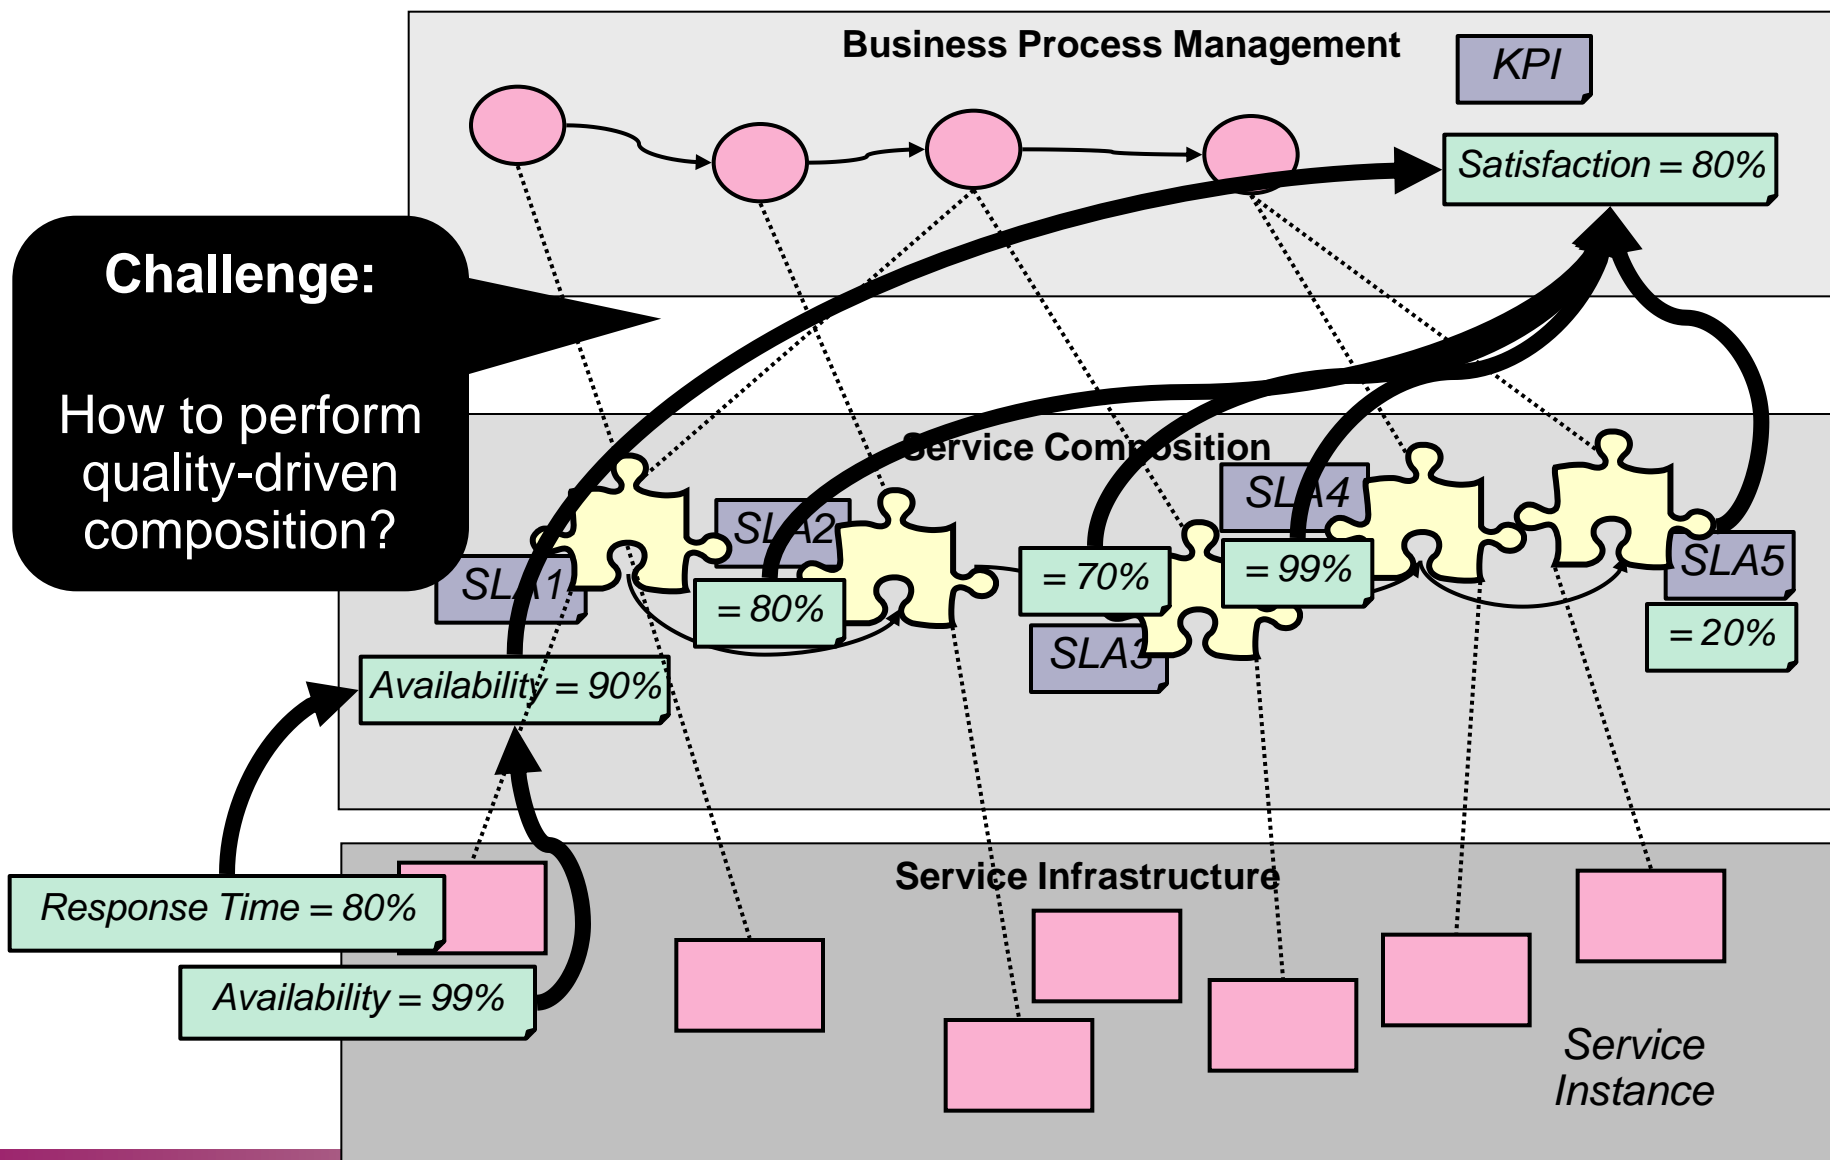 Business Process Management
KPI
Satisfaction = 80%
Challenge:
How to perform
quality-driven
composition?
Service Composition
SLA1
SLA2
SLA3
SLA4
SLA5
= 80%
= 70%
= 99%
= 20%
Availability = 90%
Service Infrastructure
Response Time = 80%
Availability = 99%
Service
Instance